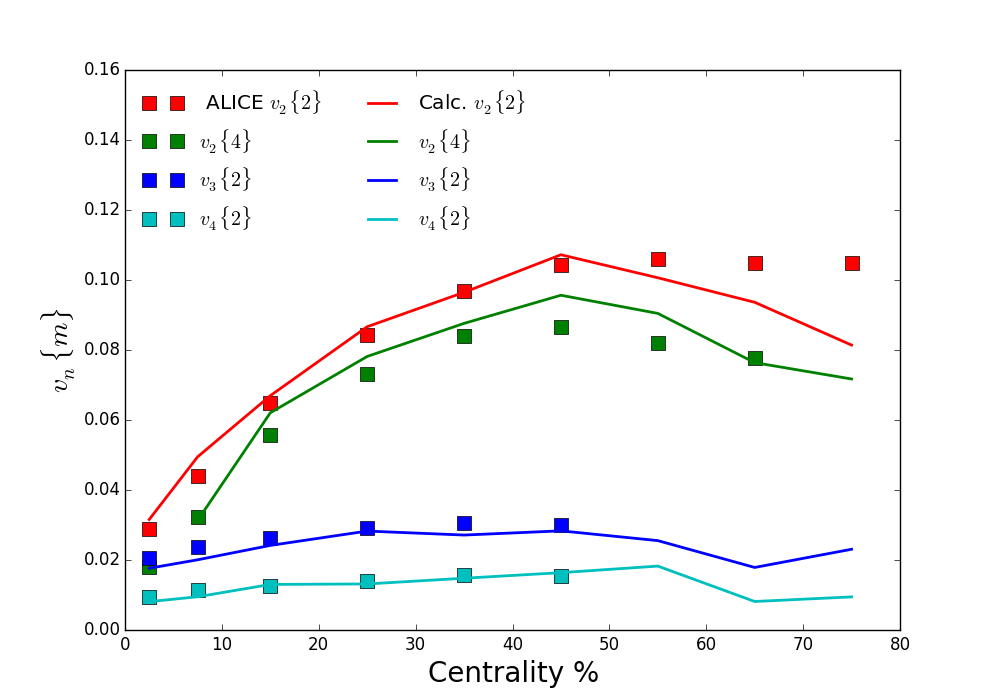 0.16
ALICE v₂{2} Calc. v₂{2}
0.14
v₂{4} v₂{4}
v₃{2} v₃{2}
0.12
v₄{2} v₄{2}
0.10
0.08
vₙ{m}
0.06
0.04
0.02
0.00
0 10 20 30 40 50 60 70 80
Centrality %